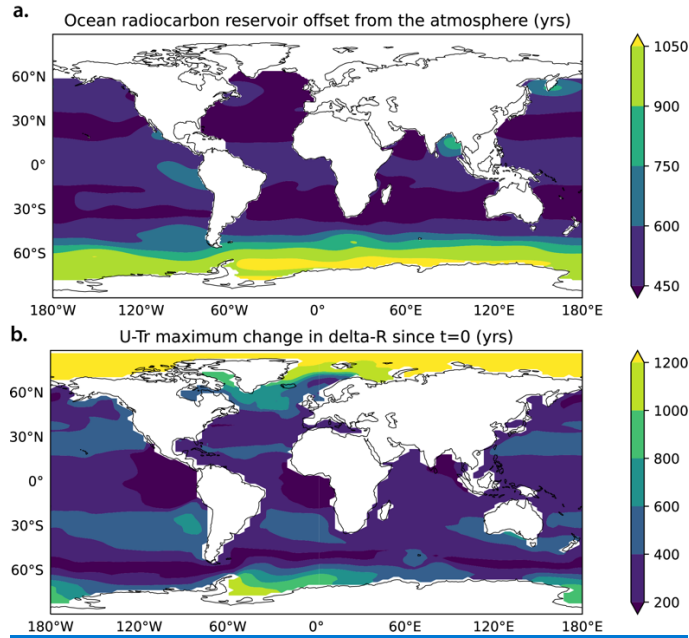 a.
Ocean radiocarbon reservoir offset from the atmosphere (yrs)
60°N
30°N
0°
30°S
60°S
180°W 120°W 60°W 0° 60°E 120°E 180°E
1050
900
750
600
450
b.
U-Tr maximum change in delta-R since t=0 (yrs)
60°N
30°N
0°
30°S
60°S
180°W 120°W 60°W 0° 60°E 120°E 180°E
1200
1000
800
600
400
200